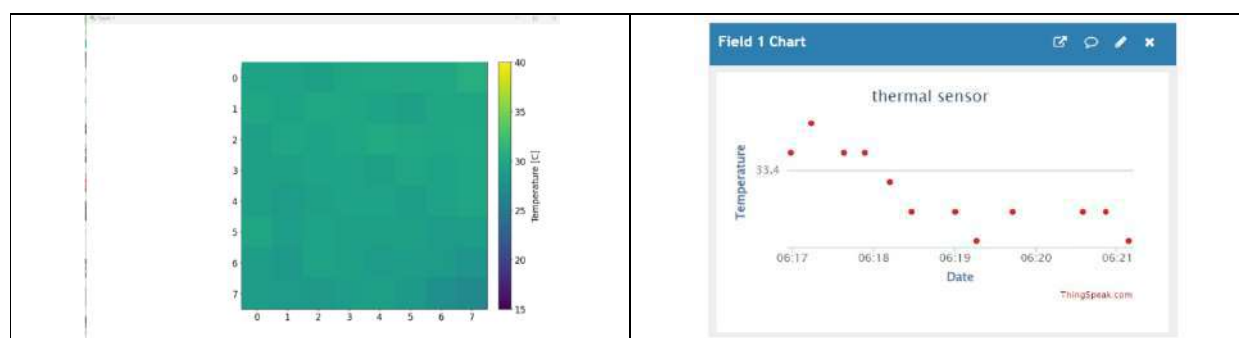 40
35
30
25
20
15
Temperature [C]
0
1
2
3
4
5
6
7
0 1 2 3 4 5 6 7
Field 1 Chart
thermal sensor
Temperature
33.4
06:17 06:18 06:19 06:20 06:21
Date
ThingSpeak.com